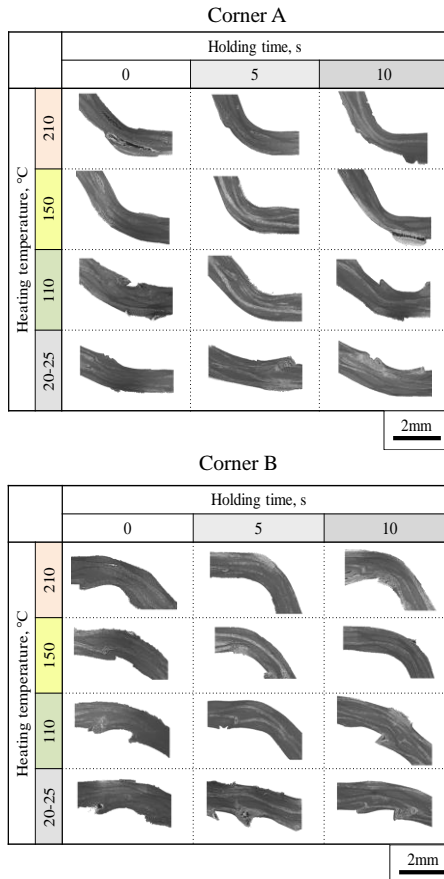 Corner A
Holding time, s
0 5 10
Heating temperature, °C
210
150
110
20-25
2mm
Corner B
Holding time, s
0 5 10
Heating temperature, °C
210
150
110
20-25
2mm